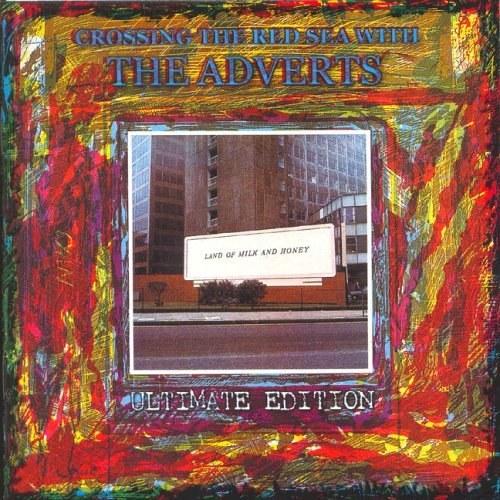 CROSSING THE RED SEA WITH
THE ADVERTS
LAND OF MILK AND HONEY
ULTIMATE EDITION